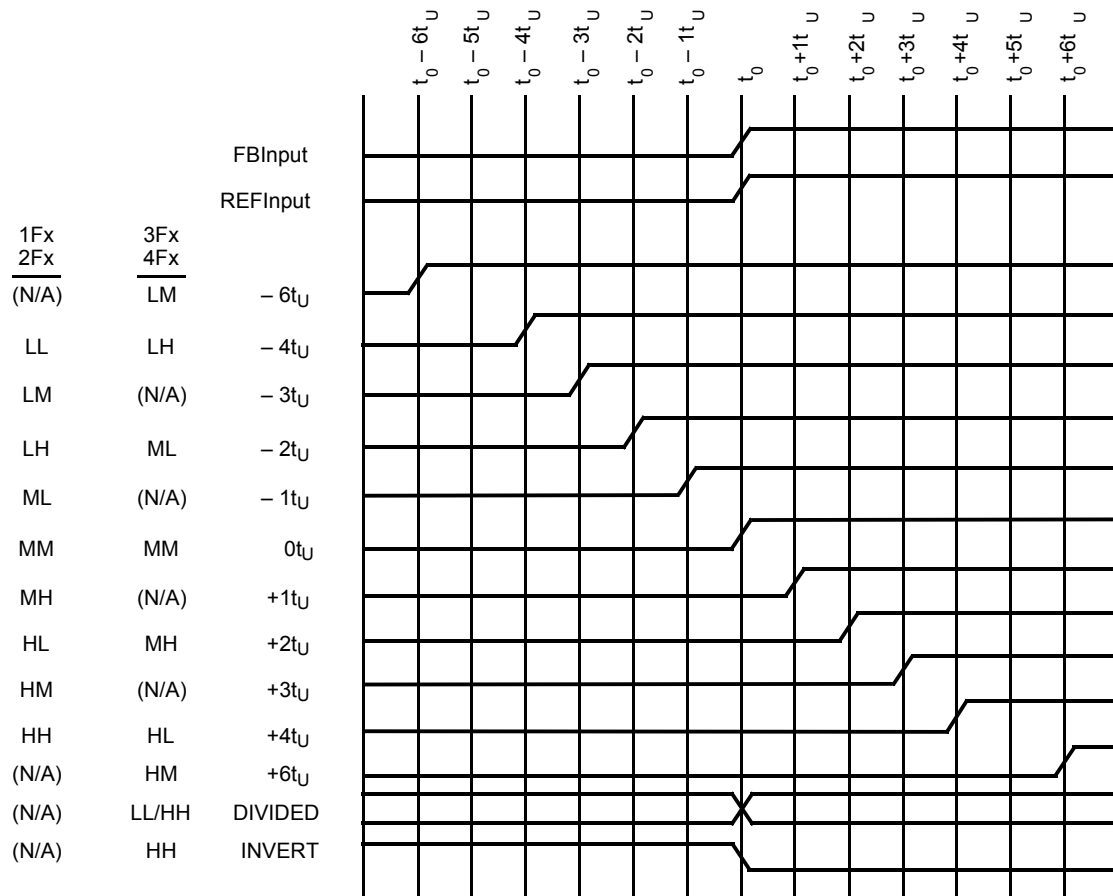 t0 – 6tU
t0 – 5tU
t0 – 4tU
t0 – 3tU
t0 – 2tU
t0 – 1tU
t0
t0 +1tU
t0 +2tU
t0 +3tU
t0 +4tU
t0 +5tU
t0 +6tU
FBInput
REFInput
1Fx 3Fx
2Fx 4Fx
(N/A) LM – 6tU
LL LH – 4tU
LM (N/A) – 3tU
LH ML – 2tU
ML (N/A) – 1tU
MM MM 0tU
MH (N/A) +1tU
HL MH +2tU
HM (N/A) +3tU
HH HL +4tU
(N/A) HM +6tU
(N/A) LL/HH DIVIDED
(N/A) HH INVERT